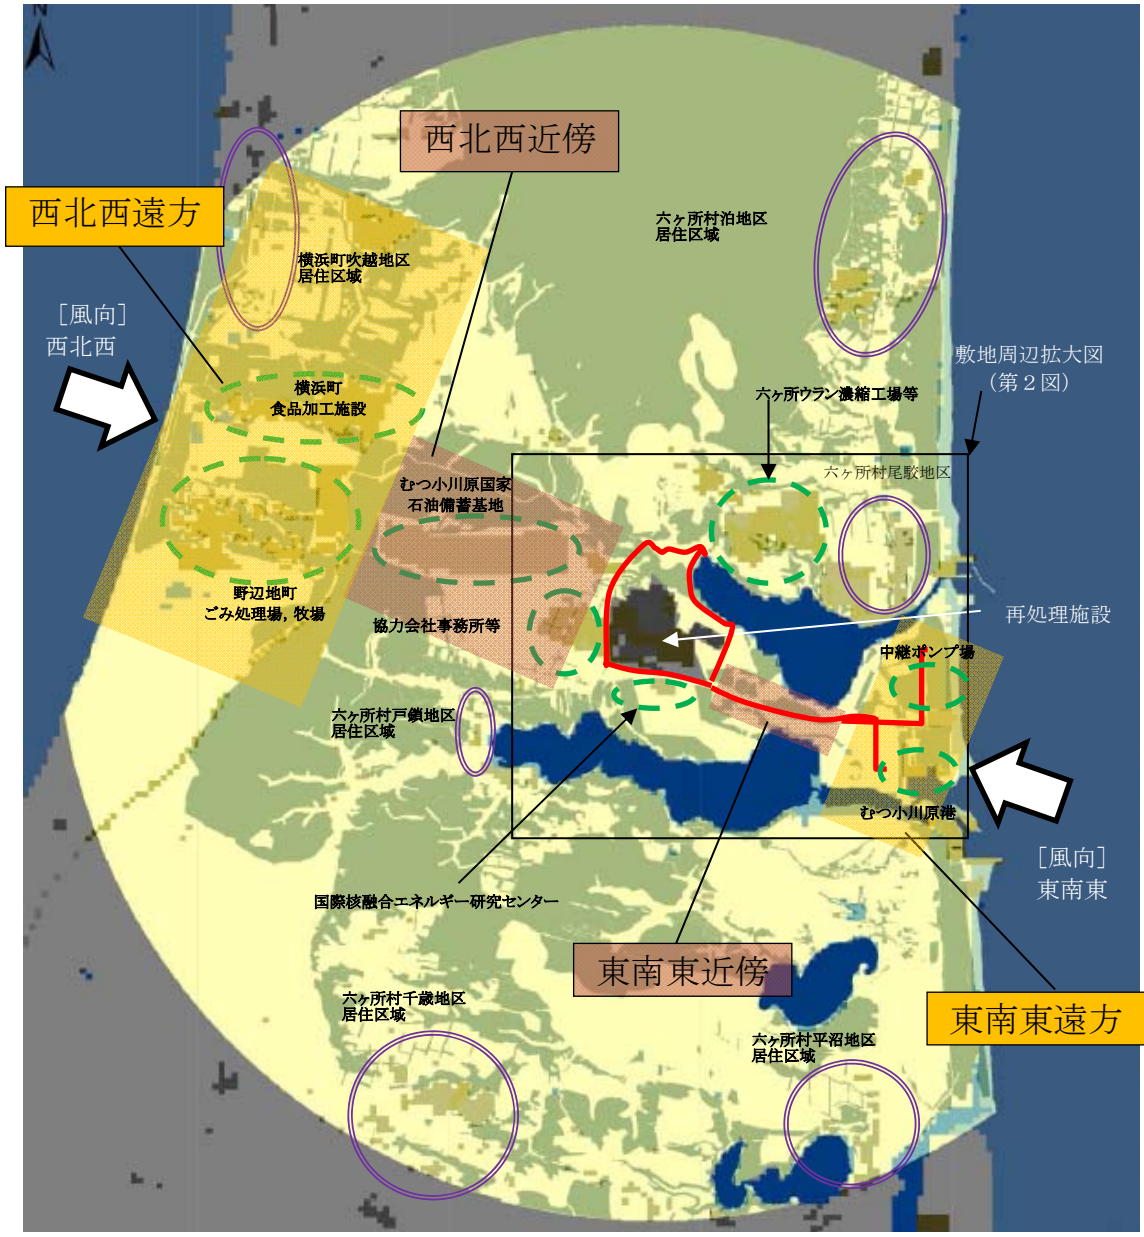 N
西北西近傍
西北西遠方
六ヶ所村泊地区
居住区域
横浜町吹越地区
居住区域
［風向］
西北西
敷地周辺拡大図
（第２図）
横浜町
食品加工施設
六ヶ所ウラン濃縮工場等
六ヶ所村尾駮地区
むつ小川原国家
石油備蓄基地
野辺地町
ごみ処理場，牧場
協力会社事務所等
再処理施設
中継ポンプ場
六ヶ所村戸鎖地区
居住区域
むつ小川原港
［風向］
東南東
国際核融合エネルギー研究センター
東南東近傍
六ヶ所村千歳地区
居住区域
東南東遠方
六ヶ所村平沼地区
居住区域